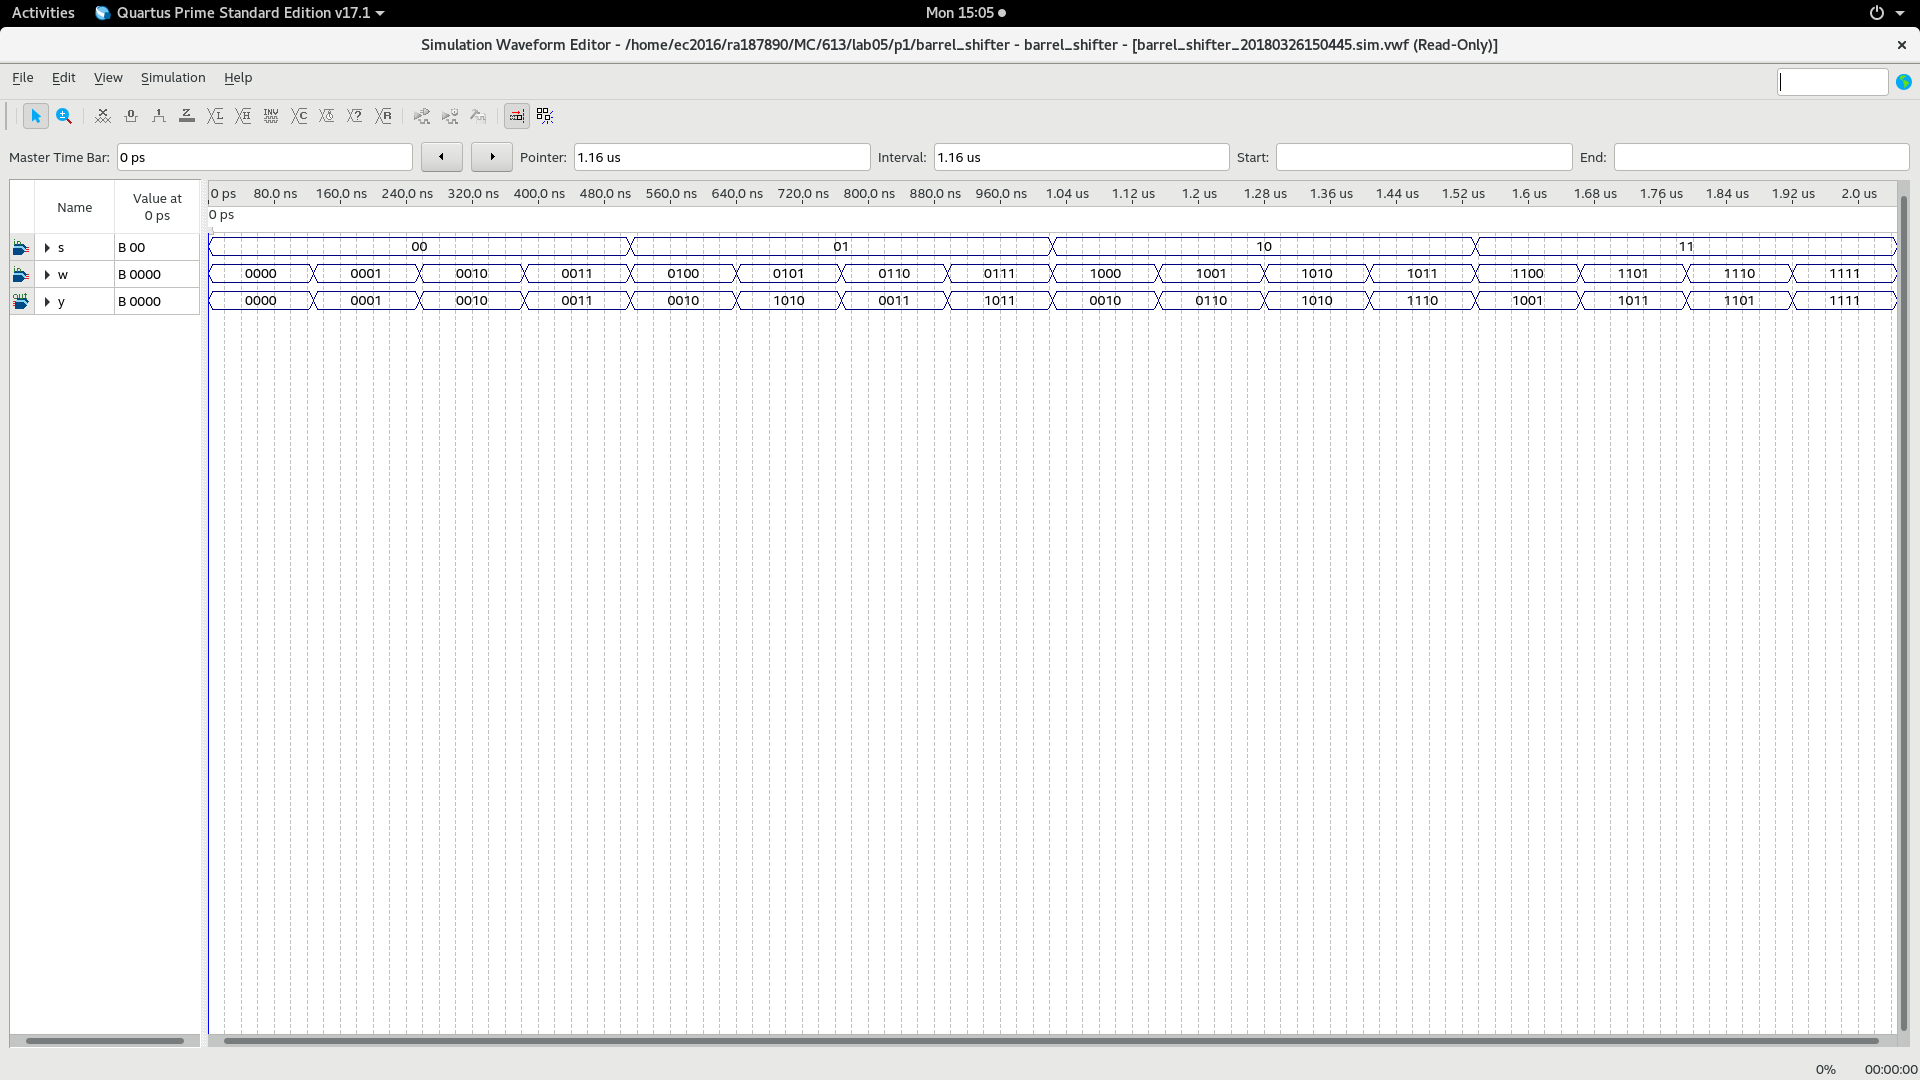 Activities Quartus Prime Standard Edition v17.1 Mon 15:05
Simulation Waveform Editor - /home/ec2016/ra187890/MC/613/lab05/p1/barrel_shifter - barrel_shifter - [barrel_shifter_20180326150445.sim.vwf (Read-Only)]
File Edit View Simulation Help
Master Time Bar: 0 ps Pointer: 1.16 us Interval: 1.16 us Start: End:
Name Value at 0 ps
0 ps 80.0 ns 160.0 ns 240.0 ns 320.0 ns 400.0 ns 480.0 ns 560.0 ns 640.0 ns 720.0 ns 800.0 ns 880.0 ns 960.0 ns 1.04 us 1.12 us 1.2 us 1.28 us 1.36 us 1.44 us 1.52 us 1.6 us 1.68 us 1.76 us 1.84 us 1.92 us 2.0 us
0 ps
s B 00 00 01 10 11
w B 0000 0000 0001 0010 0011 0100 0101 0110 0111 1000 1001 1010 1011 1100 1101 1110 1111
y B 0000 0000 0001 0010 0011 0010 1010 0011 1011 0010 0110 1010 1110 1001 1011 1101 1111
0% 00:00:00